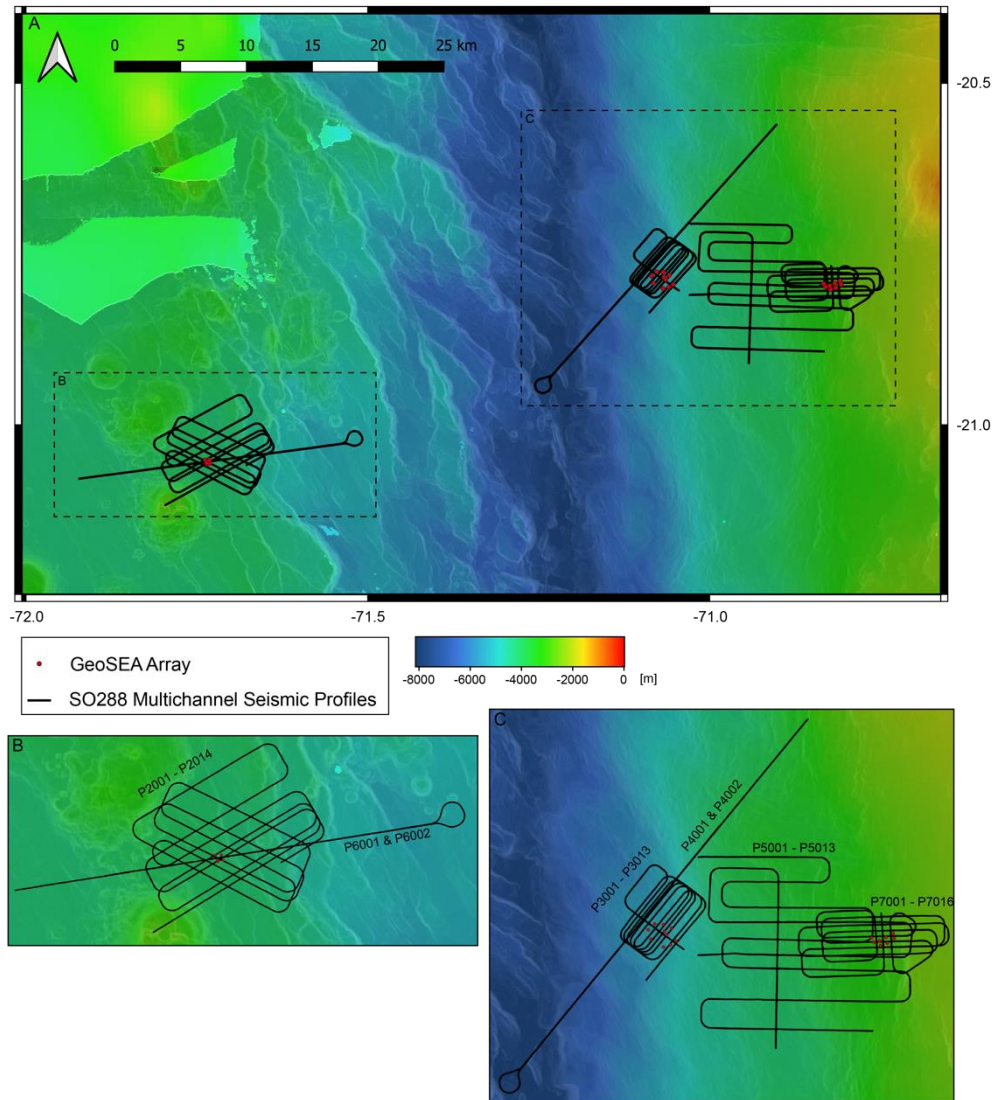 A
0 5 10 15 20 25 km
-20.5
C
-21.0
B
-72.0 -71.5 -71.0
GeoSEA Array
SO288 Multichannel Seismic Profiles
-8000 -6000 -4000 -2000 0 [m]
B
P2001 - P2014
P6001 & P6002
C
P4001 & P4002
P3001 - P3013
P5001 - P5013
P7001 - P7016